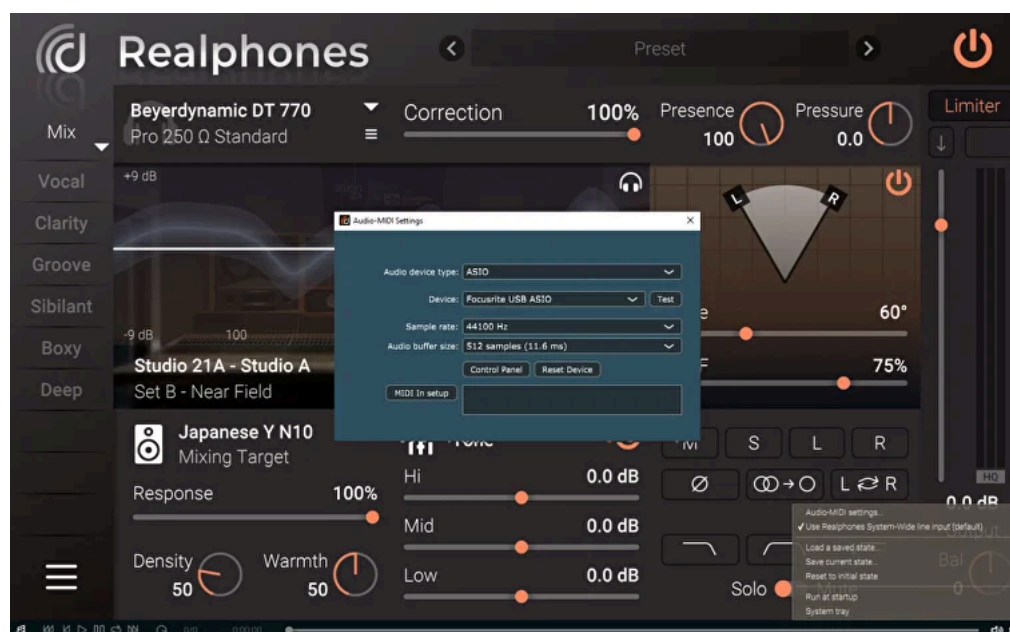 Realphones
Preset
Mix
Vocal
Clarity
Groove
Sibilant
Boxy
Deep
Beyerdynamic DT 770
Pro 250 Ω Standard
Correction 100%
Presence
100
Pressure
0.0
Limiter
+9 dB
-9 dB 100
Studio 21A - Studio A
Set B - Near Field
Audio-MIDI Settings
Audio device type: ASIO
Device: Focusrite USB ASIO Test
Sample rate: 44100 Hz
Audio buffer size: 512 samples (11.6 ms)
Control Panel Reset Device
MIDI In setup
L R
60°
75%
Japanese Y N10
Mixing Target
Response 100%
Density
50
Warmth
50
Tone
Hi 0.0 dB
Mid 0.0 dB
Low 0.0 dB
M S L R
Ø L R
Solo Mute
HQ
0.0 dB
Output
Bal
0
Audio-MIDI settings...
✓ Use Realphones System-Wide line input (default)
Load a saved state...
Save current state...
Reset to initial state
Run at startup
System tray